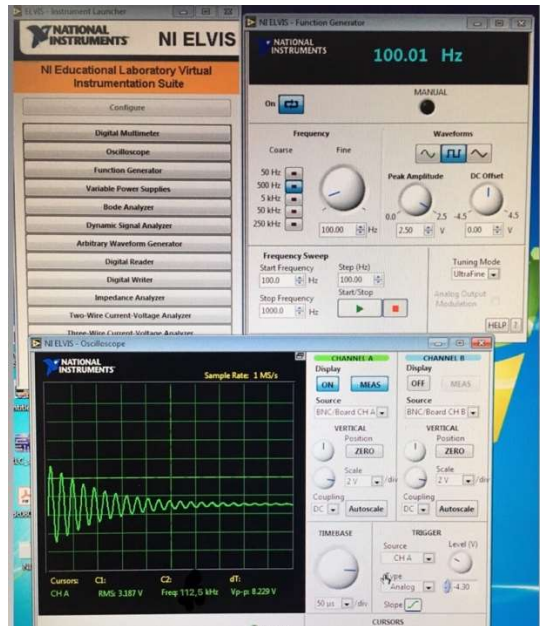 NI ELVIS - Instrument Launcher
NATIONAL
INSTRUMENTS
NI ELVIS
NI Educational Laboratory Virtual
Instrumentation Suite
Configure
Digital Multimeter
Oscilloscope
Function Generator
Variable Power Supplies
Bode Analyzer
Dynamic Signal Analyzer
Arbitrary Waveform Generator
Digital Reader
Digital Writer
Impedance Analyzer
Two-Wire Current-Voltage Analyzer
Three-Wire Current-Voltage Analyzer
NI ELVIS - Function Generator
NATIONAL
INSTRUMENTS
100.01 Hz
On
MANUAL
Frequency
Coarse Fine
50 Hz
500 Hz
5 kHz
50 kHz
250 kHz
100.00 Hz
Waveforms
Peak Amplitude
0.0 2.5
2.50 V
DC Offset
-4.5 4.5
0.00 V
Frequency Sweep
Start Frequency
100.0 Hz
Step (Hz)
100.00
Stop Frequency
1000.0 Hz
Start/Stop
Tuning Mode
UltraFine
Analog Output
Modulation
HELP ?
NI ELVIS - Oscilloscope
NATIONAL
INSTRUMENTS
Sample Rate: 1 MS/s
Cursors: C1: C2: dT:
CH A RMS: 3.187 V Freq: 112,5 kHz Vp-p: 8.229 V
CHANNEL A
Display
ON MEAS
Source
BNC/Board CH A
VERTICAL
Position
ZERO
Scale
2 V /div
Coupling
DC Autoscale
CHANNEL B
Display
OFF MEAS
Source
BNC/Board CH B
VERTICAL
Position
ZERO
Scale
2 V /div
Coupling
DC Autoscale
TIMEBASE
50 µs /div
TRIGGER
Source
CH A
Level (V)
Type
Analog
-4.30
Slope
CURSORS